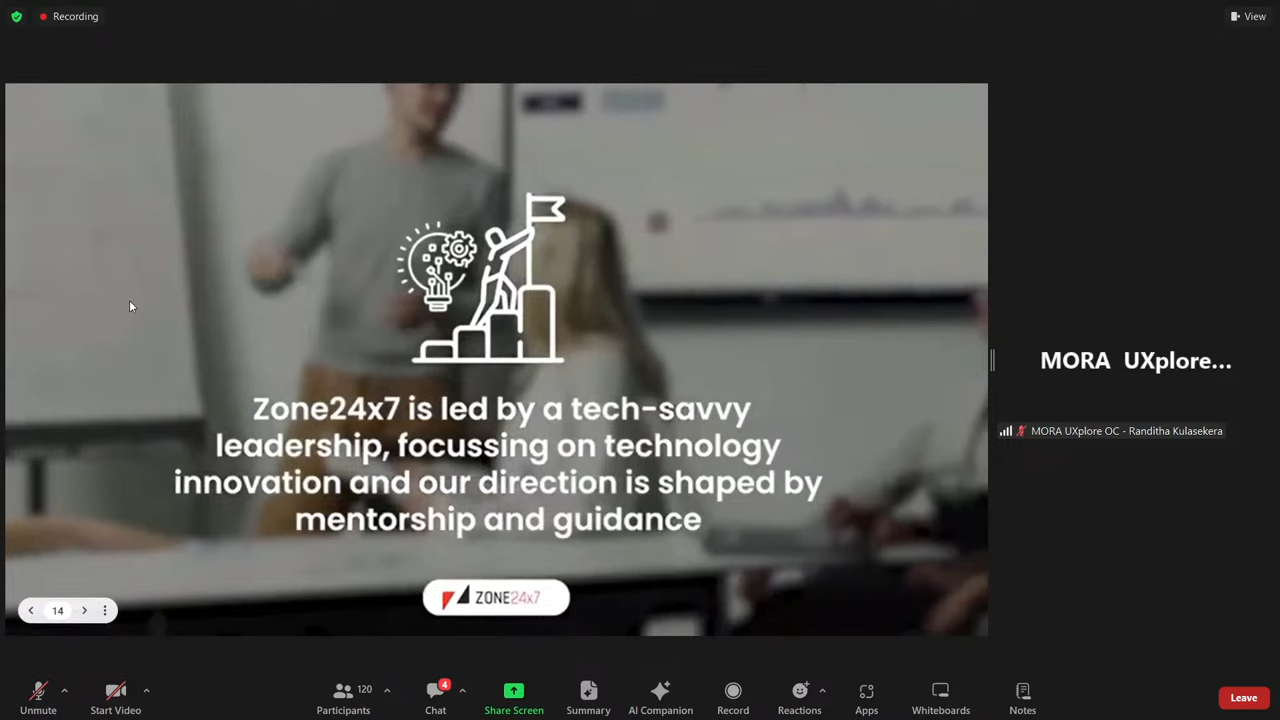 Recording
View
Zone24x7 is led by a tech-savvy
leadership, focussing on technology
innovation and our direction is shaped by
mentorship and guidance
ZONE24x7
14
MORA UXplore...
MORA UXplore OC - Randitha Kulasekera
Unmute
Start Video
120
Participants
4
Chat
Share Screen
Summary
AI Companion
Record
Reactions
Apps
Whiteboards
Notes
Leave